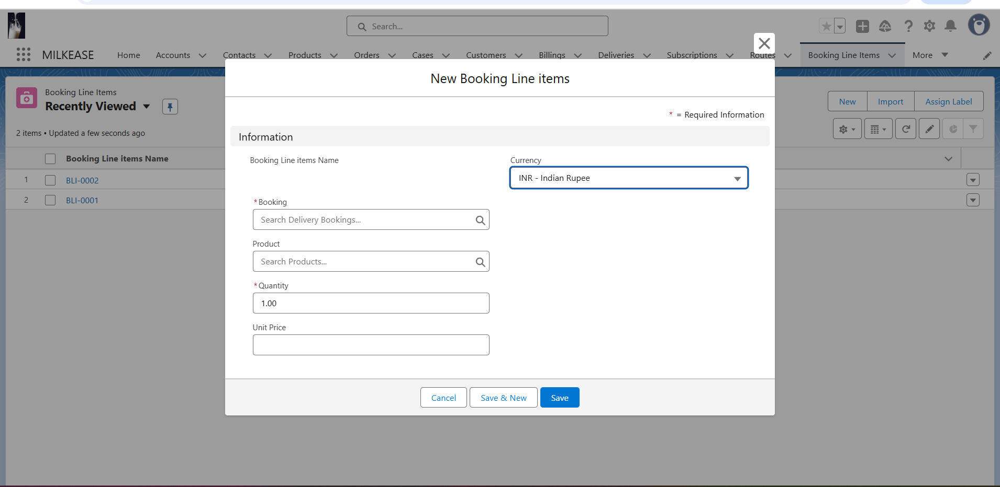 Search...
MILKEASE
Home
Accounts
Contacts
Products
Orders
Cases
Customers
Billings
Deliveries
Subscriptions
Routes
Booking Line Items
More
Booking Line Items
Recently Viewed
2 items • Updated a few seconds ago
New
Import
Assign Label
Booking Line items Name
1 BLI-0002
2 BLI-0001
New Booking Line items
* = Required Information
Information
Booking Line items Name
Currency
INR - Indian Rupee
*Booking
Search Delivery Bookings...
Product
Search Products...
*Quantity
1.00
Unit Price
Cancel
Save & New
Save